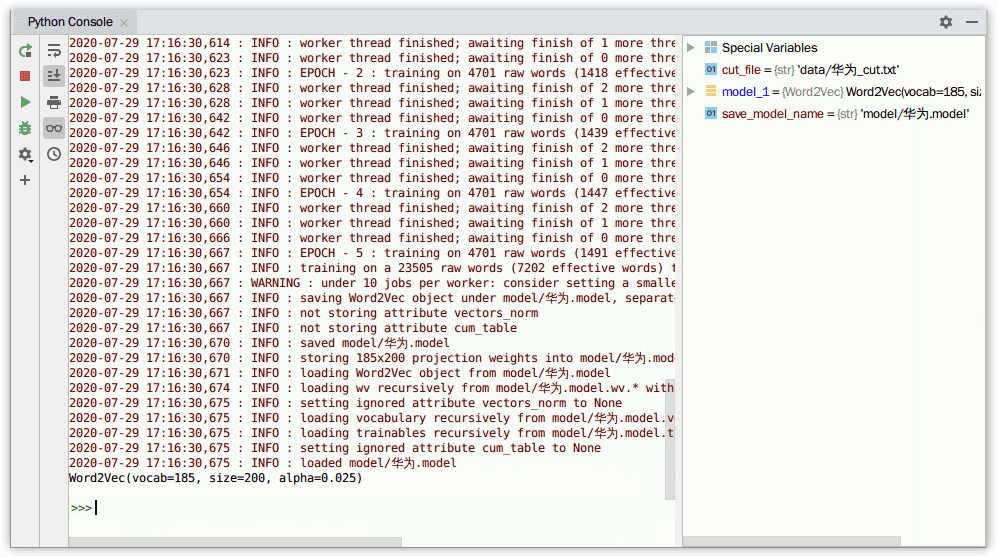 Python Console
2020-07-29 17:16:30,614 : INFO : worker thread finished; awaiting finish of 1 more thre
2020-07-29 17:16:30,623 : INFO : worker thread finished; awaiting finish of 0 more thre
2020-07-29 17:16:30,623 : INFO : EPOCH - 2 : training on 4701 raw words (1418 effective
2020-07-29 17:16:30,628 : INFO : worker thread finished; awaiting finish of 2 more thre
2020-07-29 17:16:30,628 : INFO : worker thread finished; awaiting finish of 1 more thre
2020-07-29 17:16:30,642 : INFO : worker thread finished; awaiting finish of 0 more thre
2020-07-29 17:16:30,642 : INFO : EPOCH - 3 : training on 4701 raw words (1439 effective
2020-07-29 17:16:30,646 : INFO : worker thread finished; awaiting finish of 2 more thre
2020-07-29 17:16:30,646 : INFO : worker thread finished; awaiting finish of 1 more thre
2020-07-29 17:16:30,654 : INFO : worker thread finished; awaiting finish of 0 more thre
2020-07-29 17:16:30,654 : INFO : EPOCH - 4 : training on 4701 raw words (1447 effective
2020-07-29 17:16:30,660 : INFO : worker thread finished; awaiting finish of 2 more thre
2020-07-29 17:16:30,660 : INFO : worker thread finished; awaiting finish of 1 more thre
2020-07-29 17:16:30,666 : INFO : worker thread finished; awaiting finish of 0 more thre
2020-07-29 17:16:30,667 : INFO : EPOCH - 5 : training on 4701 raw words (1491 effective
2020-07-29 17:16:30,667 : INFO : training on a 23505 raw words (7202 effective words) t
2020-07-29 17:16:30,667 : WARNING : under 10 jobs per worker: consider setting a smalle
2020-07-29 17:16:30,667 : INFO : saving Word2Vec object under model/华为.model, separat
2020-07-29 17:16:30,667 : INFO : not storing attribute vectors_norm
2020-07-29 17:16:30,667 : INFO : not storing attribute cum_table
2020-07-29 17:16:30,670 : INFO : saved model/华为.model
2020-07-29 17:16:30,670 : INFO : storing 185x200 projection weights into model/华为.mod
2020-07-29 17:16:30,671 : INFO : loading Word2Vec object from model/华为.model
2020-07-29 17:16:30,674 : INFO : loading wv recursively from model/华为.model.wv.* with
2020-07-29 17:16:30,675 : INFO : setting ignored attribute vectors_norm to None
2020-07-29 17:16:30,675 : INFO : loading vocabulary recursively from model/华为.model.v
2020-07-29 17:16:30,675 : INFO : loading trainables recursively from model/华为.model.t
2020-07-29 17:16:30,675 : INFO : setting ignored attribute cum_table to None
2020-07-29 17:16:30,675 : INFO : loaded model/华为.model
Word2Vec(vocab=185, size=200, alpha=0.025)
>>>
Special Variables
cut_file = {str} 'data/华为_cut.txt'
model_1 = {Word2Vec} Word2Vec(vocab=185, siz
save_model_name = {str} 'model/华为.model'